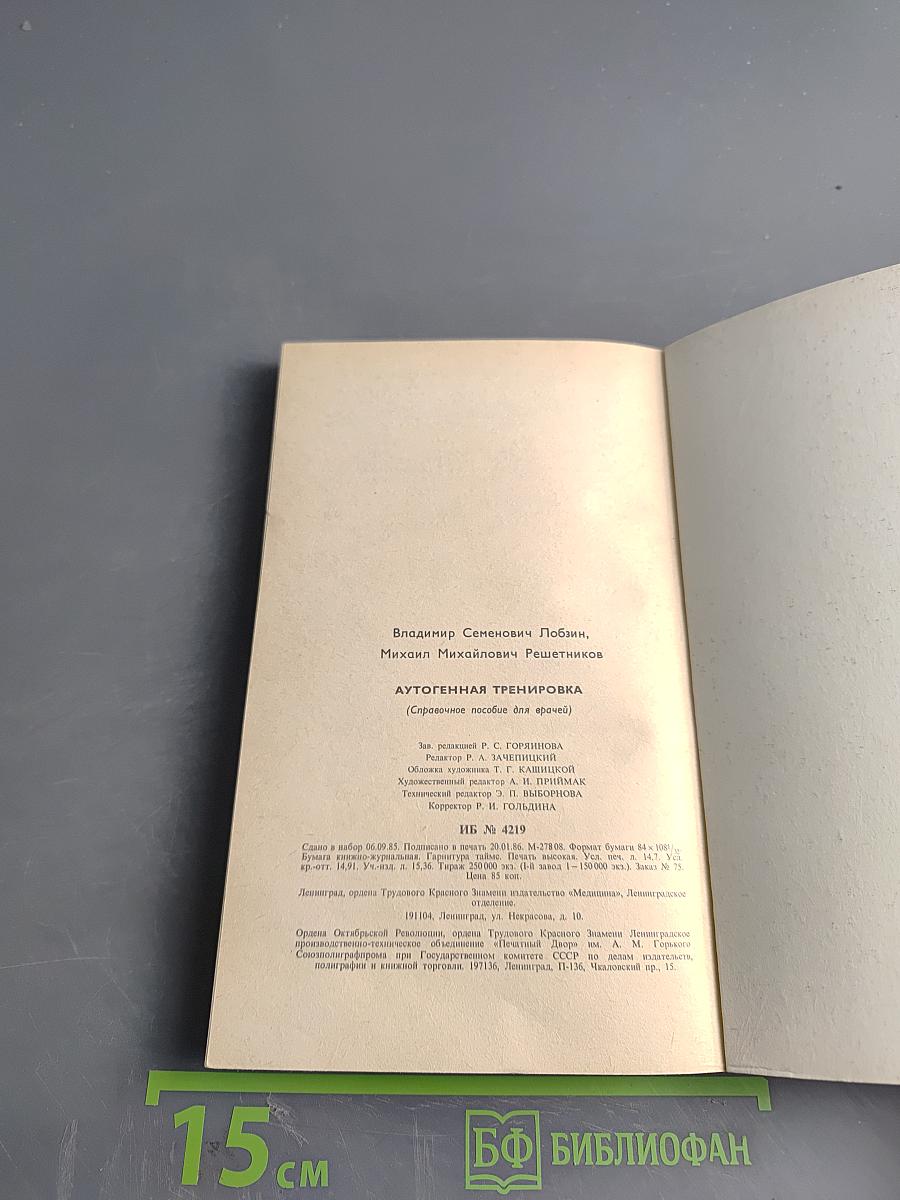 Владимир Семенович Лобзин,
Михаил Михайлович Решетников
АУТОГЕННАЯ ТРЕНИРОВКА
(Справочное пособие для врачей)
Зав. редакцией Р. С. ГОРЯИНОВА
Редактор Р. А. ЗАЧЕПИЦКИЙ
Обложка художника Т. Г. КАШИЦКОЙ
Художественный редактор А. И. ПРИЙМАК
Технический редактор Э. П. ВЫБОРНОВА
Корректор Р. И. ГОЛЬДИНА
ИБ № 4219
Сдано в набор 06.09.85. Подписано в печать 20.01.86. М-27808. Формат бумаги 84 × 108¹/₃₂.
Бумага книжно-журнальная. Гарнитура таймс. Печать высокая. Усл. печ. л. 14,7. Усл.
кр.-отт. 14,91. Уч.-изд. л. 15,36. Тираж 250 000 экз. (I-й завод 1 – 150 000 экз.). Заказ № 75.
Цена 85 коп.
Ленинград, ордена Трудового Красного Знамени издательство «Медицина», Ленинградское
отделение.
191104, Ленинград, ул. Некрасова, д. 10.
Ордена Октябрьской Революции, ордена Трудового Красного Знамени Ленинградское
производственно-техническое объединение «Печатный Двор» им. А. М. Горького
Союзполиграфпрома при Государственном комитете СССР по делам издательств,
полиграфии и книжной торговли. 197136, Ленинград, П-136, Чкаловский пр., 15.
15 см
БФ БИБЛИОФАН